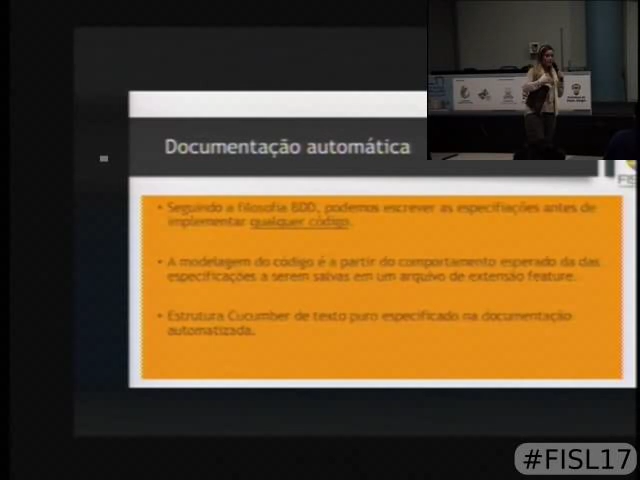 Documentação automática
FIS
• Seguindo a filosofia BDD, podemos escrever as especifiações antes de
implementar qualquer código.
• A modelagem do código é a partir do comportamento esperado da das
especificações a serem salvas em um arquivo de extensão feature.
• Estrutura Cucumber de texto puro especificado na documentação
automatizada.
#FISL17